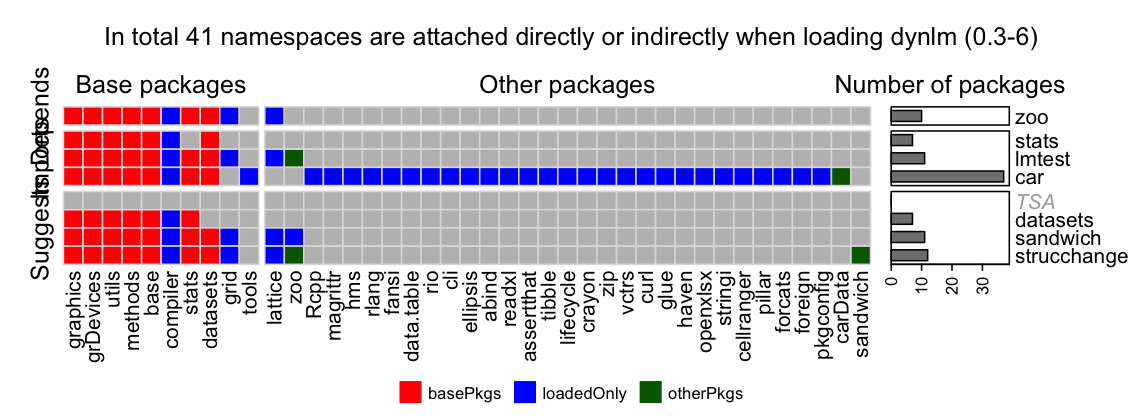 In total 41 namespaces are attached directly or indirectly when loading dynlm (0.3-6)
Base packages
Other packages
Number of packages
Depends
Imports
Suggests
zoo
stats
lmtest
car
TSA
datasets
sandwich
strucchange
graphics
grDevices
utils
methods
base
compiler
stats
datasets
grid
tools
lattice
zoo
Rcpp
magrittr
hms
rlang
fansi
data.table
rio
cli
ellipsis
abind
readxl
assertthat
tibble
lifecycle
crayon
zip
vctrs
curl
glue
haven
openxlsx
stringi
cellranger
pillar
forcats
foreign
pkgconfig
carData
sandwich
0 10 20 30
basePkgs loadedOnly otherPkgs